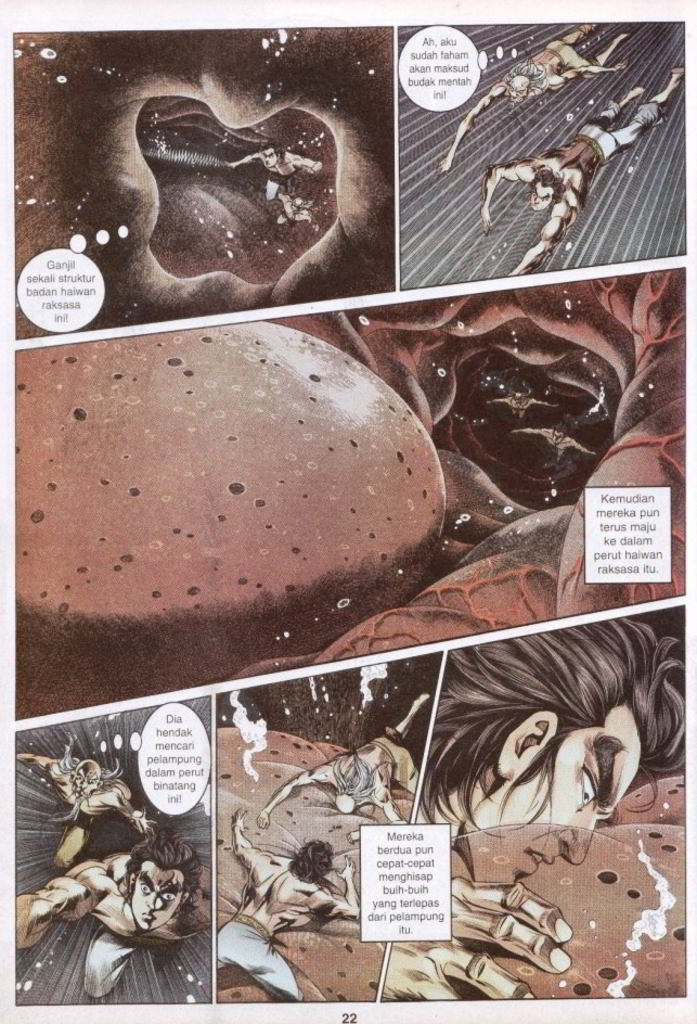 Ganjil
sekali struktur
badan haiwan
raksasa
ini!
Ah, aku
sudah faham
akan maksud
budak mentah
ini!
Kemudian
mereka pun
terus maju
ke dalam
perut haiwan
raksasa itu.
Dia
hendak
mencari
pelampung
dalam perut
binatang
ini!
Mereka
berdua pun
cepat-cepat
menghisap
buih-buih
yang terlepas
dari pelampung
itu.
22